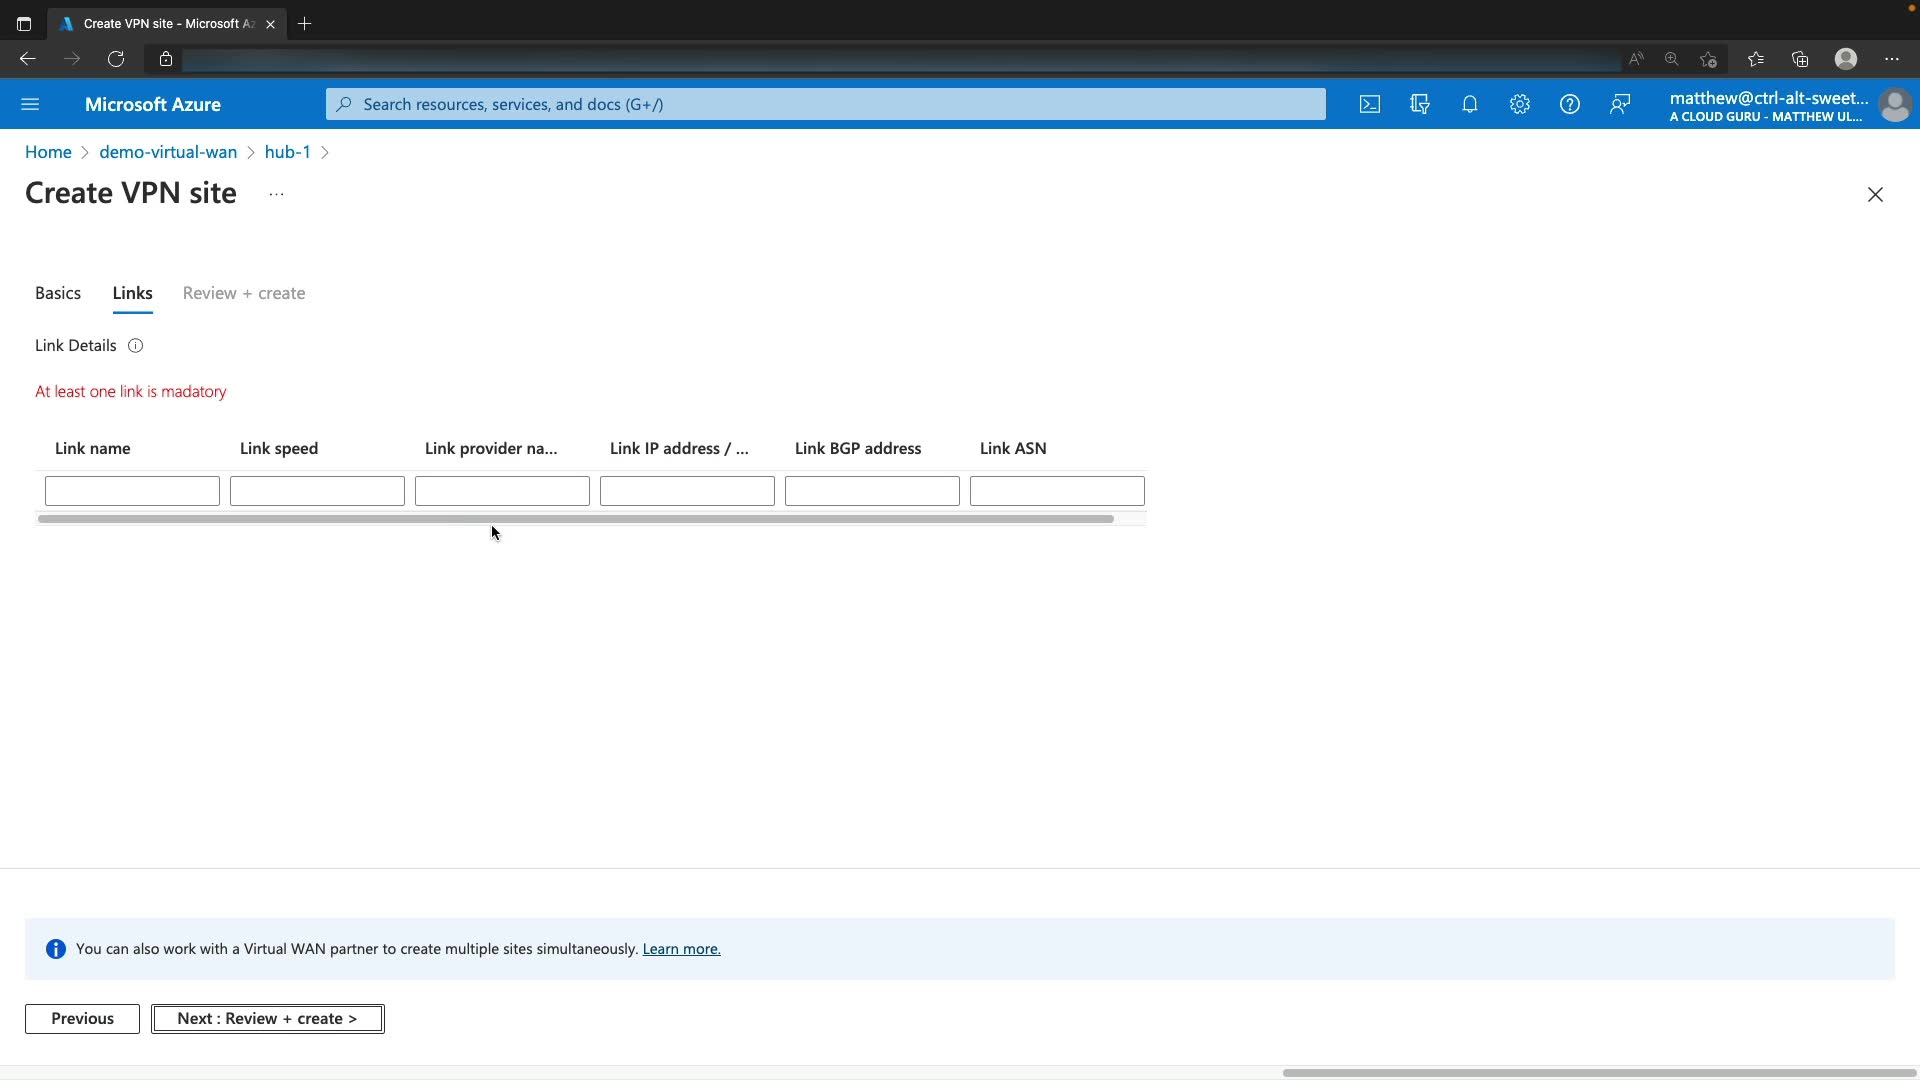 Create VPN site - Microsoft Az
Microsoft Azure
Search resources, services, and docs (G+/)
matthew@ctrl-alt-sweet...
A CLOUD GURU - MATTHEW UL...
Home > demo-virtual-wan > hub-1 >
Create VPN site ...
Basics Links Review + create
Link Details
At least one link is madatory
Link name Link speed Link provider na... Link IP address / ... Link BGP address Link ASN
You can also work with a Virtual WAN partner to create multiple sites simultaneously. Learn more.
Previous Next : Review + create >